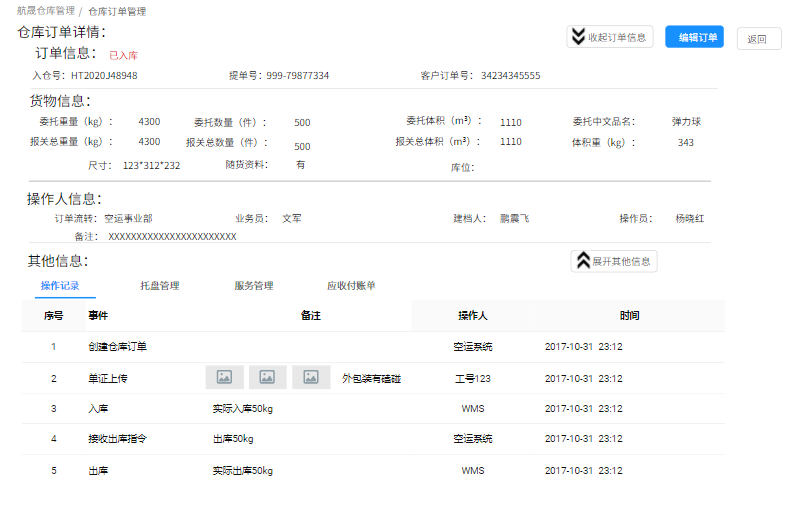 航晟仓库管理 / 仓库订单管理
仓库订单详情：
收起订单信息 编辑订单 返回
订单信息： 已入库
入仓号：HT2020J48948 提单号：999-79877334 客户订单号：34234345555
货物信息：
委托重量（kg）： 4300 委托数量（件）： 500 委托体积（m³）： 1110 委托中文品名： 弹力球
报关总重量（kg）： 4300 报关总数量（件）： 500 报关总体积（m³）： 1110 体积重（kg）： 343
尺寸： 123*312*232 随货资料： 有 库位：
操作人信息：
订单流转：空运事业部 业务员： 文军 建档人： 鹏震飞 操作员： 杨晓红
备注： XXXXXXXXXXXXXXXXXXXXXXX
其他信息： 展开其他信息
操作记录 托盘管理 服务管理 应收付账单
序号 事件 备注 操作人 时间
1 创建仓库订单 空运系统 2017-10-31 23:12
2 单证上传 外包装有磕碰 工号123 2017-10-31 23:12
3 入库 实际入库50kg WMS 2017-10-31 23:12
4 接收出库指令 出库50kg 空运系统 2017-10-31 23:12
5 出库 实际出库50kg WMS 2017-10-31 23:12